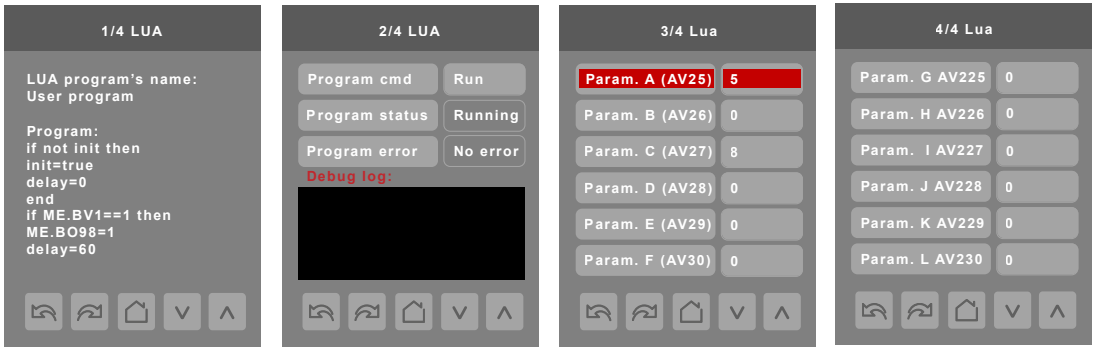 1/4 LUA
LUA program's name:
User program
Program:
if not init then
init=true
delay=0
end
if ME.BV1==1 then
ME.BO98=1
delay=60
2/4 LUA
Program cmd Run
Program status Running
Program error No error
Debug log:
3/4 Lua
Param. A (AV25) 5
Param. B (AV26) 0
Param. C (AV27) 8
Param. D (AV28) 0
Param. E (AV29) 0
Param. F (AV30) 0
4/4 Lua
Param. G AV225 0
Param. H AV226 0
Param. I AV227 0
Param. J AV228 0
Param. K AV229 0
Param. L AV230 0